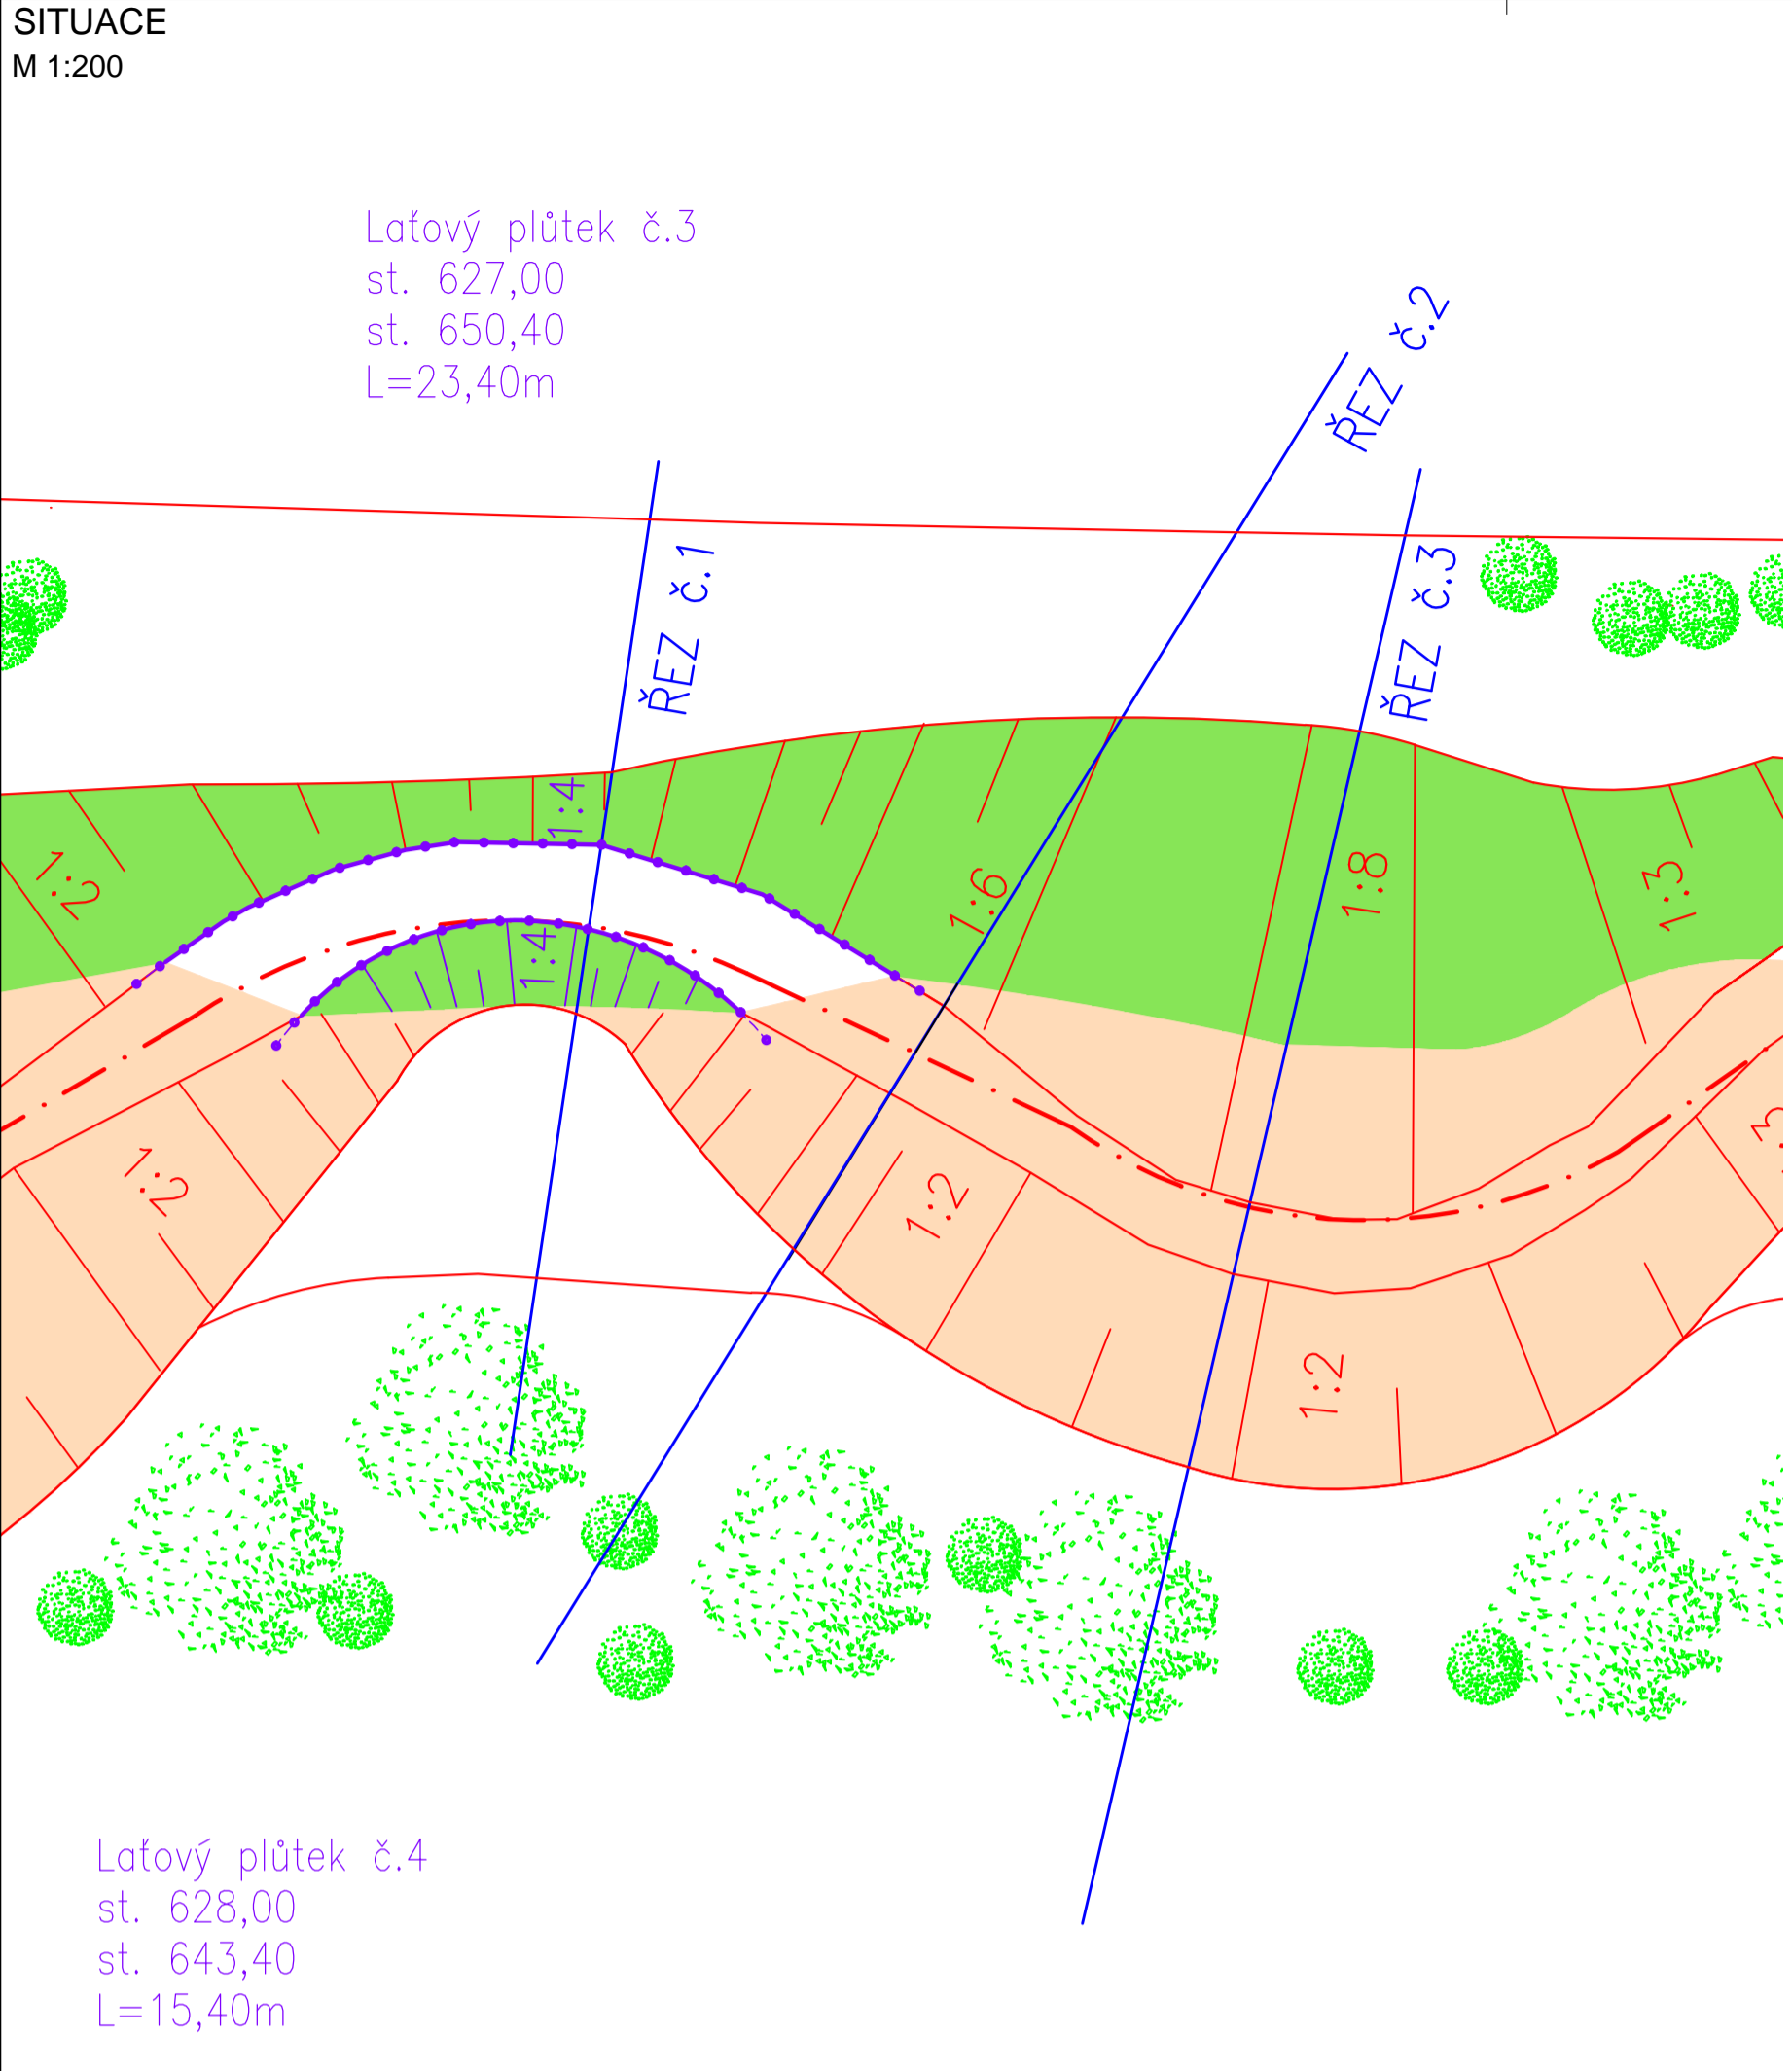 SITUACE
M 1:200
Laťový plůtek č.3
st. 627,00
st. 650,40
L=23,40m
ŘEZ č.2
ŘEZ č.1
ŘEZ č.3
1:4
1:2
1:6
1:8
1:3
1:4
1:2
1:2
1:2
Laťový plůtek č.4
st. 628,00
st. 643,40
L=15,40m